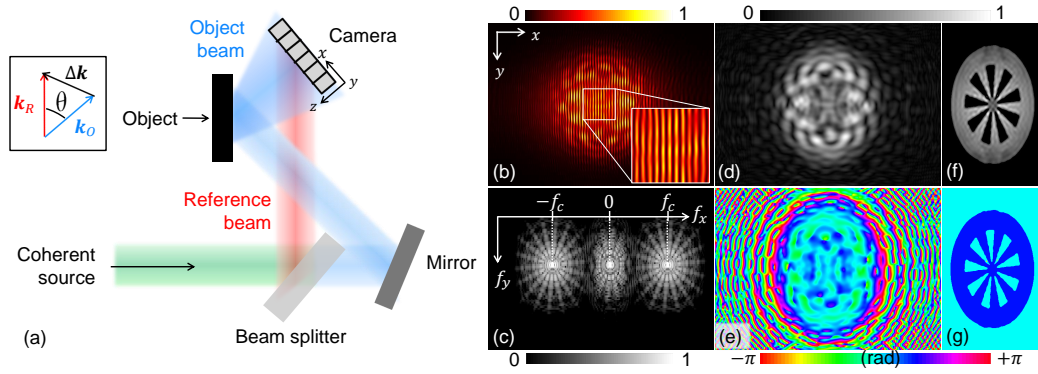 Object
beam
Camera
x
y
z
Δk
k_R
θ
k_O
Object
Reference
beam
Coherent
source
Mirror
Beam splitter
(a)
0 1
x
y
(b)
−f_c 0 f_c
f_x
f_y
(c)
0 1
0 1
(d)
(e)
−π (rad) +π
(f)
(g)